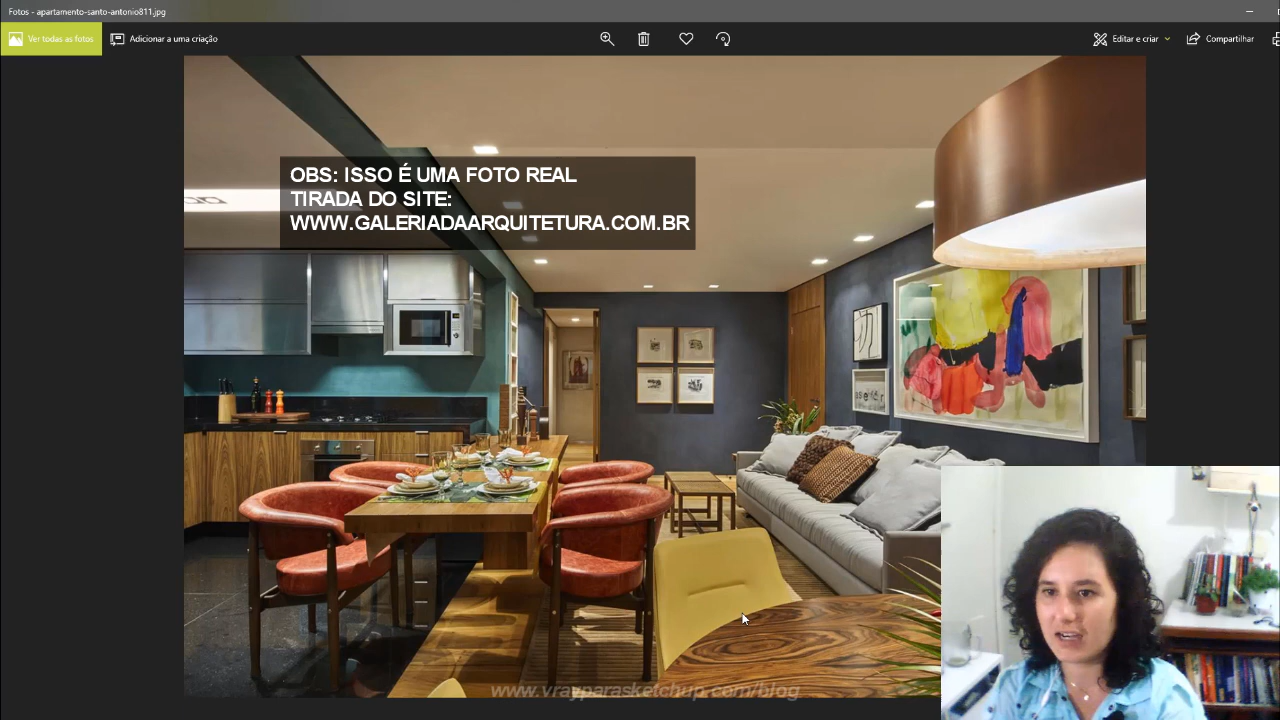 Fotos - apartamento-santo-antonio811.jpg
Ver todas as fotos
Adicionar a uma criação
Editar e criar
Compartilhar
OBS: ISSO É UMA FOTO REAL
TIRADA DO SITE:
WWW.GALERIADAARQUITETURA.COM.BR
www.vrayparasketchup.com/blog